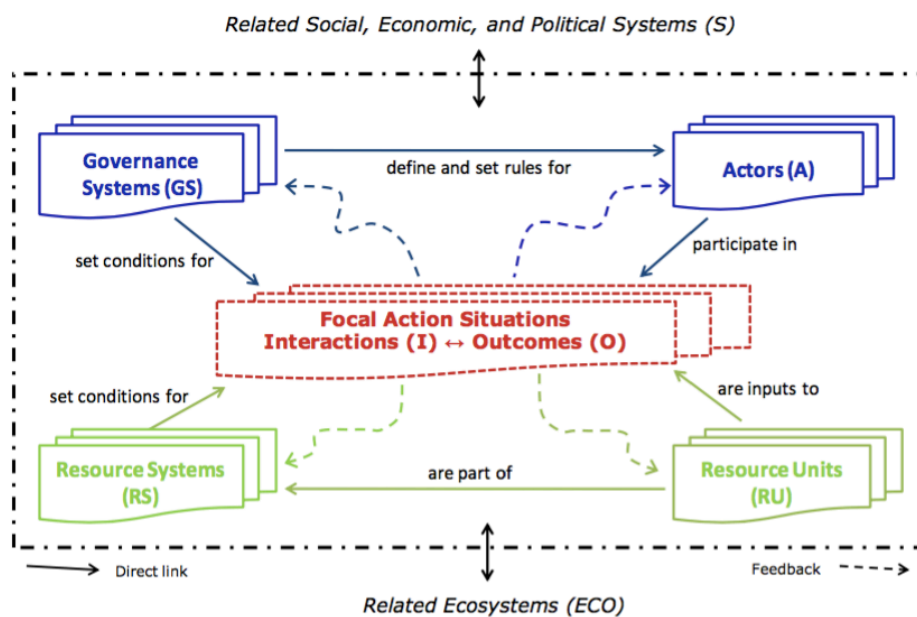 Related Social, Economic, and Political Systems (S)
Governance
Systems (GS)
define and set rules for
Actors (A)
set conditions for
participate in
Focal Action Situations
Interactions (I) ↔ Outcomes (O)
set conditions for
are inputs to
Resource Systems
(RS)
are part of
Resource Units
(RU)
Direct link
Feedback
Related Ecosystems (ECO)